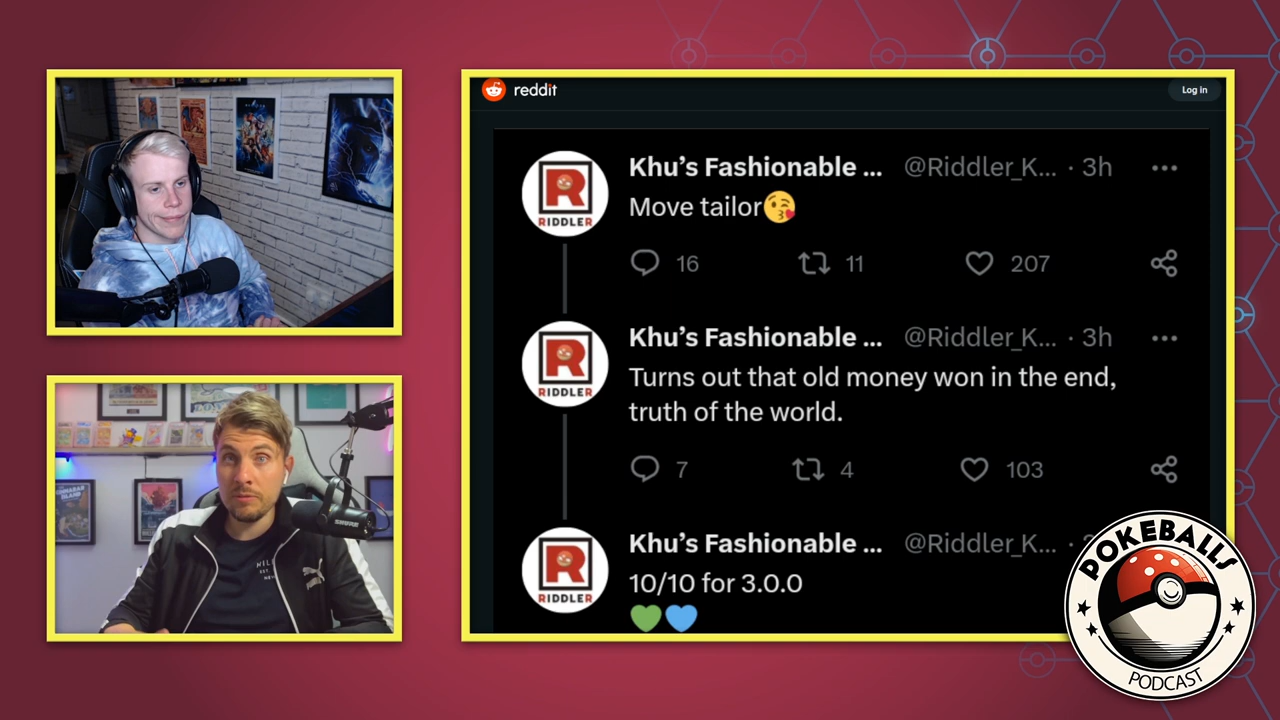 reddit
Log in
Khu’s Fashionable ... @Riddler_K... · 3h
Move tailor😘
16 11 207
Khu’s Fashionable ... @Riddler_K... · 3h
Turns out that old money won in the end,
truth of the world.
7 4 103
Khu’s Fashionable ... @Riddler_K... ·
10/10 for 3.0.0
💚💙
RIDDLER
RIDDLER
RIDDLER
SHURE
POKEBALLS
PODCAST